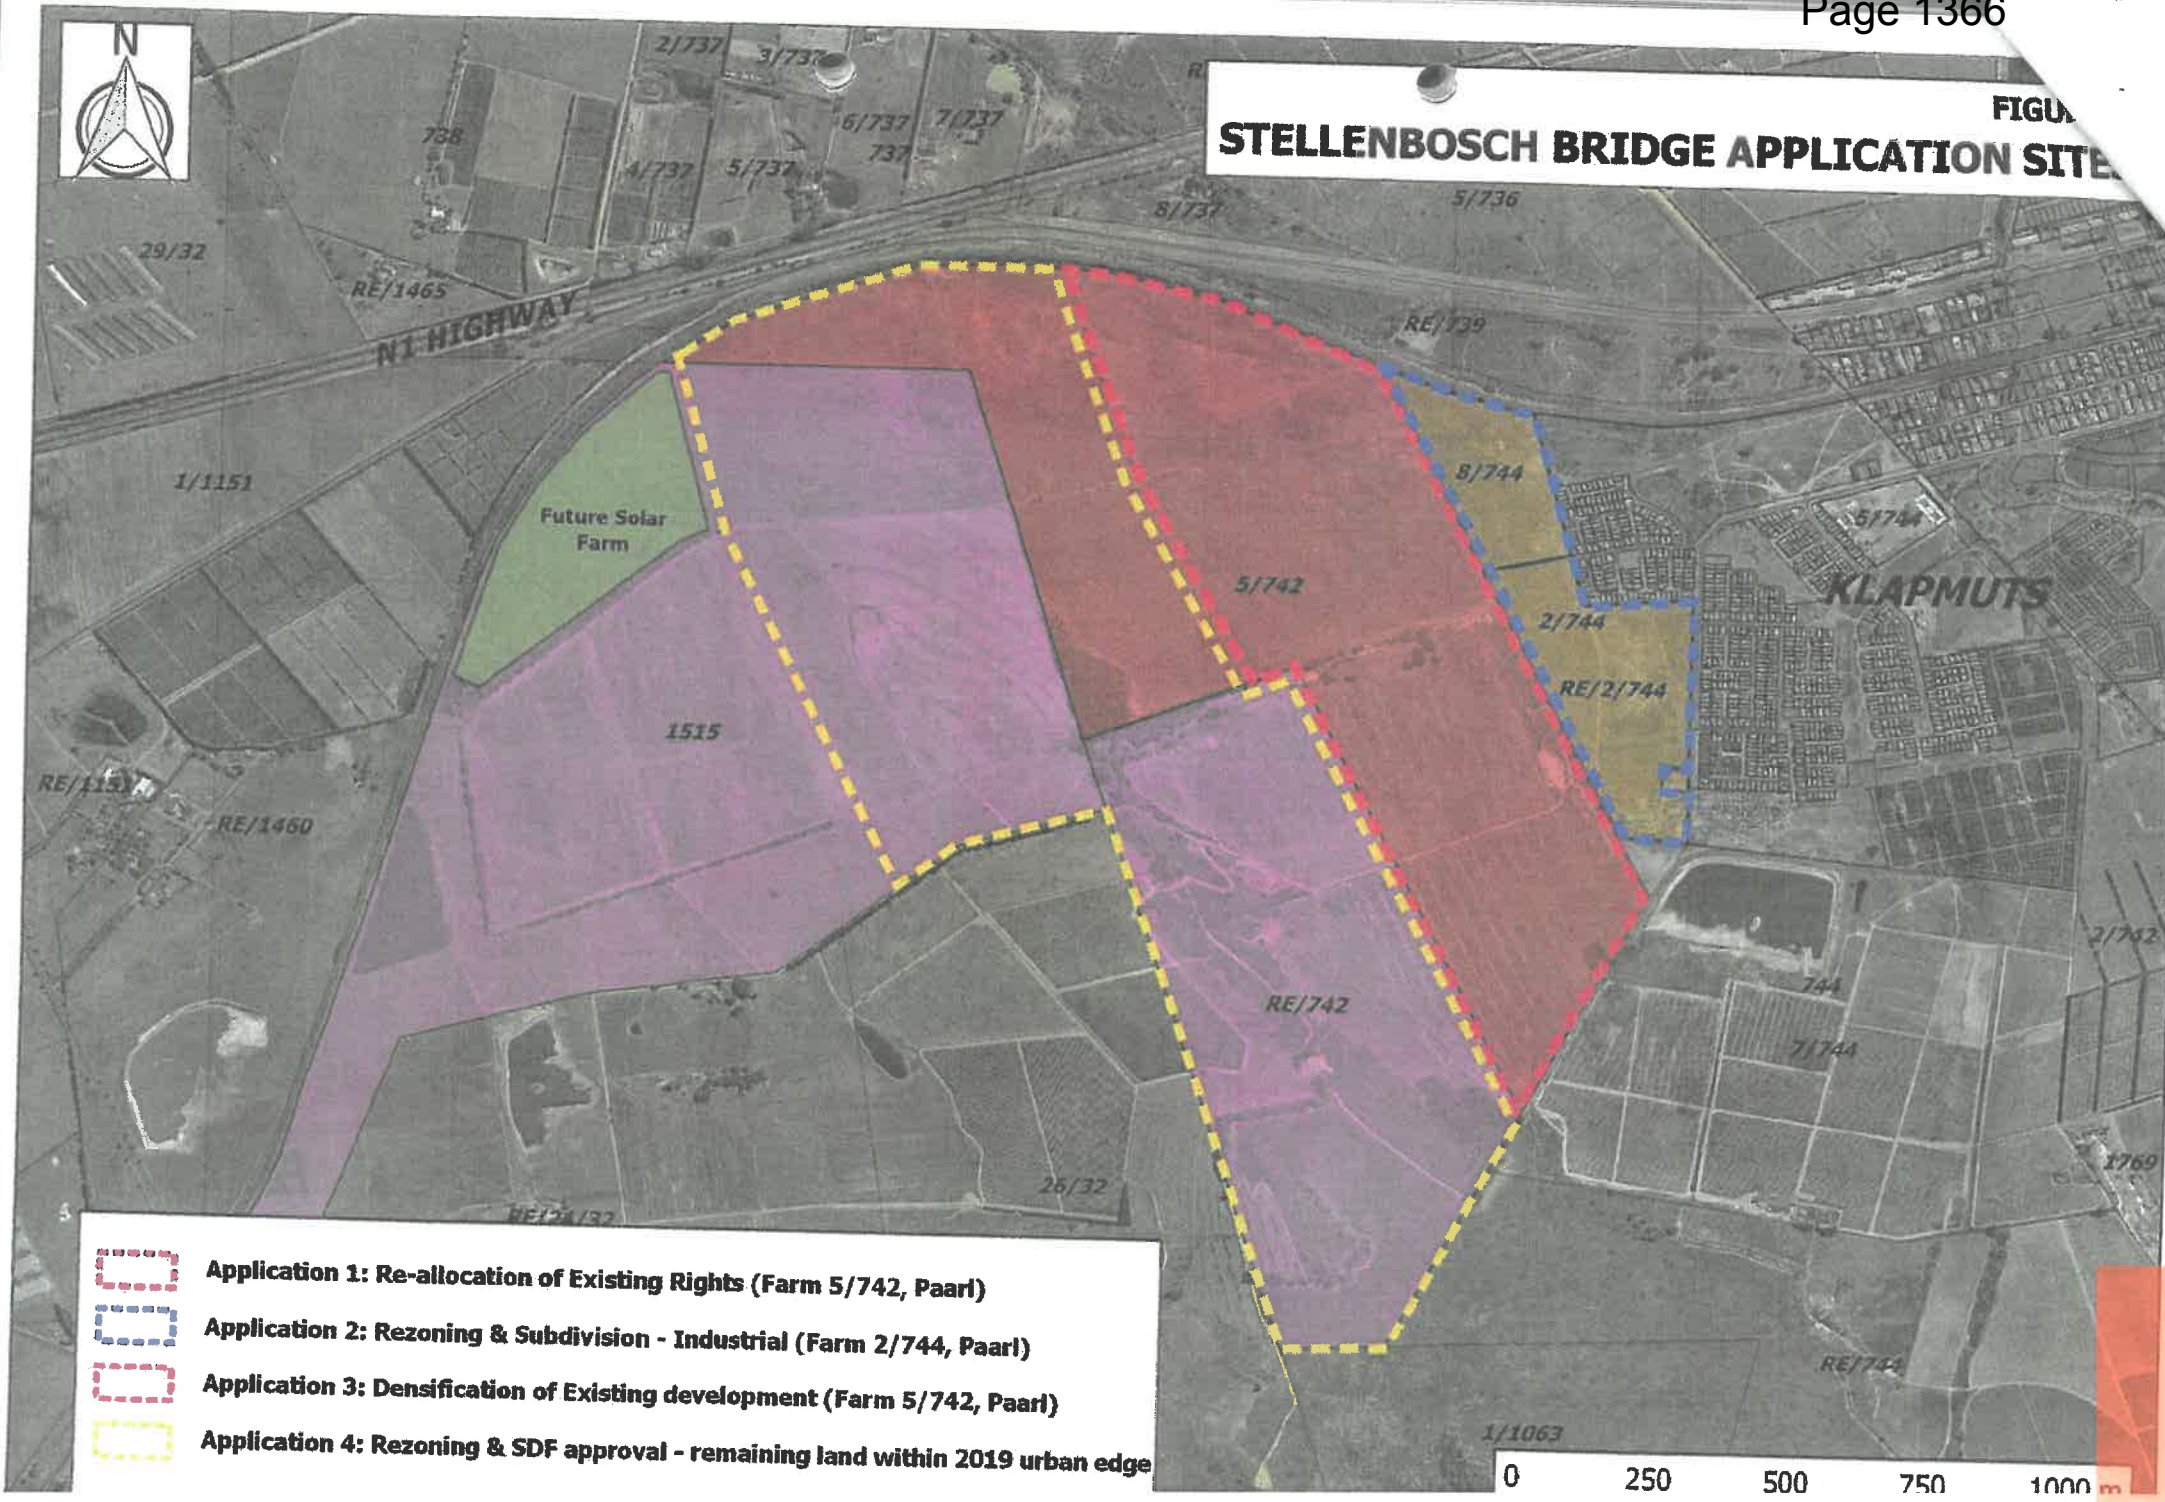 Page 1366
N
FIGU
STELLENBOSCH BRIDGE APPLICATION SITE
2/737
3/737
738
6/737
7/737
737
4/737
5/737
8/737
5/736
29/32
RE/1465
N1 HIGHWAY
RE/739
1/1151
8/744
5/744
Future Solar
Farm
5/742
KLAPMUTS
2/744
RE/2/744
1515
RE/1151
RE/1460
2/742
744
RE/742
7/744
26/32
1769
RE/24/32
RE/744
1/1063
Application 1: Re-allocation of Existing Rights (Farm 5/742, Paarl)
Application 2: Rezoning & Subdivision - Industrial (Farm 2/744, Paarl)
Application 3: Densification of Existing development (Farm 5/742, Paarl)
Application 4: Rezoning & SDF approval - remaining land within 2019 urban edge
0 250 500 750 1000 m